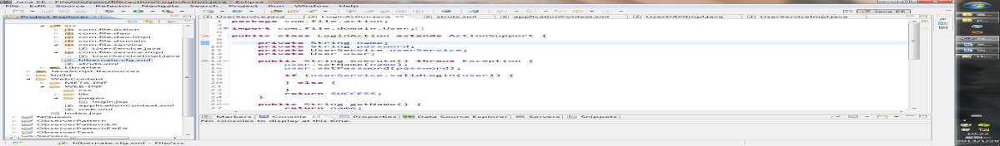 Java EE - File/src/com/file/action/LoginAction.java - Eclipse
File Edit Source Refactor Navigate Search Project Run Window Help
Java EE
Project Explorer
UserService.java LoginAction.java struts.xml applicationContext.xml UserDAOImpl.java UserServiceImpl.java
src
com.file.action
com.file.dao
com.file.dao.impl
com.file.domain
com.file.service
UserService.java
com.file.service.impl
UserServiceImpl.java
hibernate.cfg.xml
struts.xml
Libraries
JavaScript Resources
build
WebContent
META-INF
WEB-INF
css
lib
pages
login.jsp
applicationContext.xml
web.xml
index.jsp
NQueen
ObserverPattern
ObserverPatternEX
ObserverPatternEXEX
ObserverTest
Servers
package com.file.action;
import com.file.domain.User;
public class LoginAction extends ActionSupport {
private String name;
private String password;
private UserService userService;
private User user;
public String execute() throws Exception {
user.setName(name);
user.setPassword(password);
if (userService.validLogin(user)) {
} else {
}
return SUCCESS;
}
public String getName() {
return name;
Markers Console Properties Data Source Explorer Servers Snippets
No consoles to display at this time.
hibernate.cfg.xml - File/src
10:22
2013/1/29